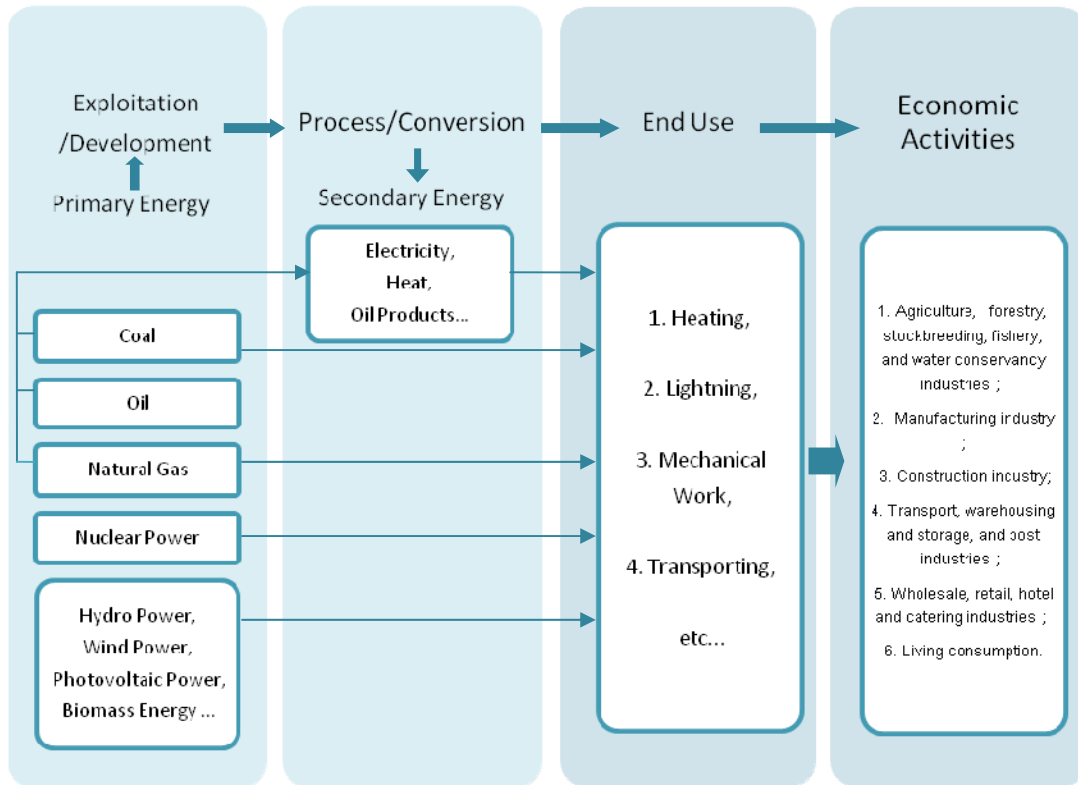 Exploitation
/Development
Primary Energy
Coal
Oil
Natural Gas
Nuclear Power
Hydro Power,
Wind Power,
Photovoltaic Power,
Biomass Energy ...
Process/Conversion
Secondary Energy
Electricity,
Heat,
Oil Products...
End Use
1. Heating,
2. Lightning,
3. Mechanical
Work,
4. Transporting,
etc...
Economic
Activities
1. Agriculture, forestry,
stockbreeding, fishery,
and water conservancy
industries ;
2. Manufacturing industry
;
3. Construction incustry;
4. Transport, warehousing
and storage, and post
industries ;
5. Wholesale, retail, hotel
and catering industries ;
6. Living consumption.